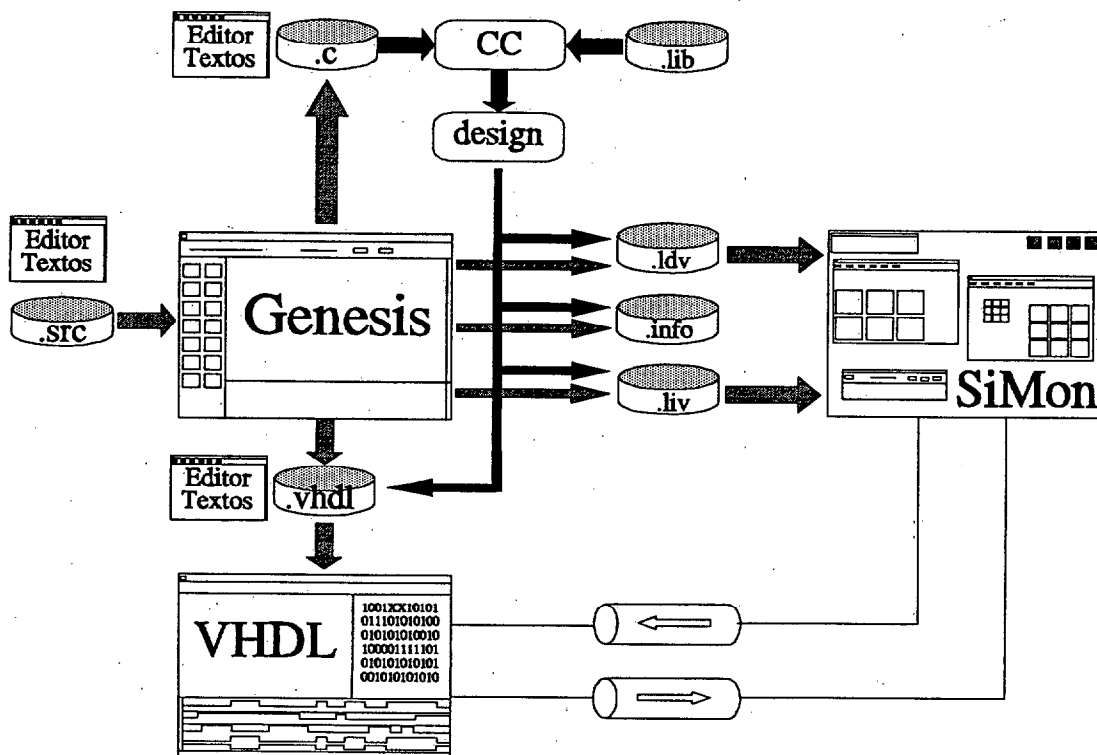 Editor
Textos
.c
CC
.lib
design
Editor
Textos
.src
Genesis
.ldv
.info
.liv
SiMon
Editor
Textos
.vhdl
VHDL
1001XX10101
011101010100
010101010010
100001111101
010101010101
001010101010